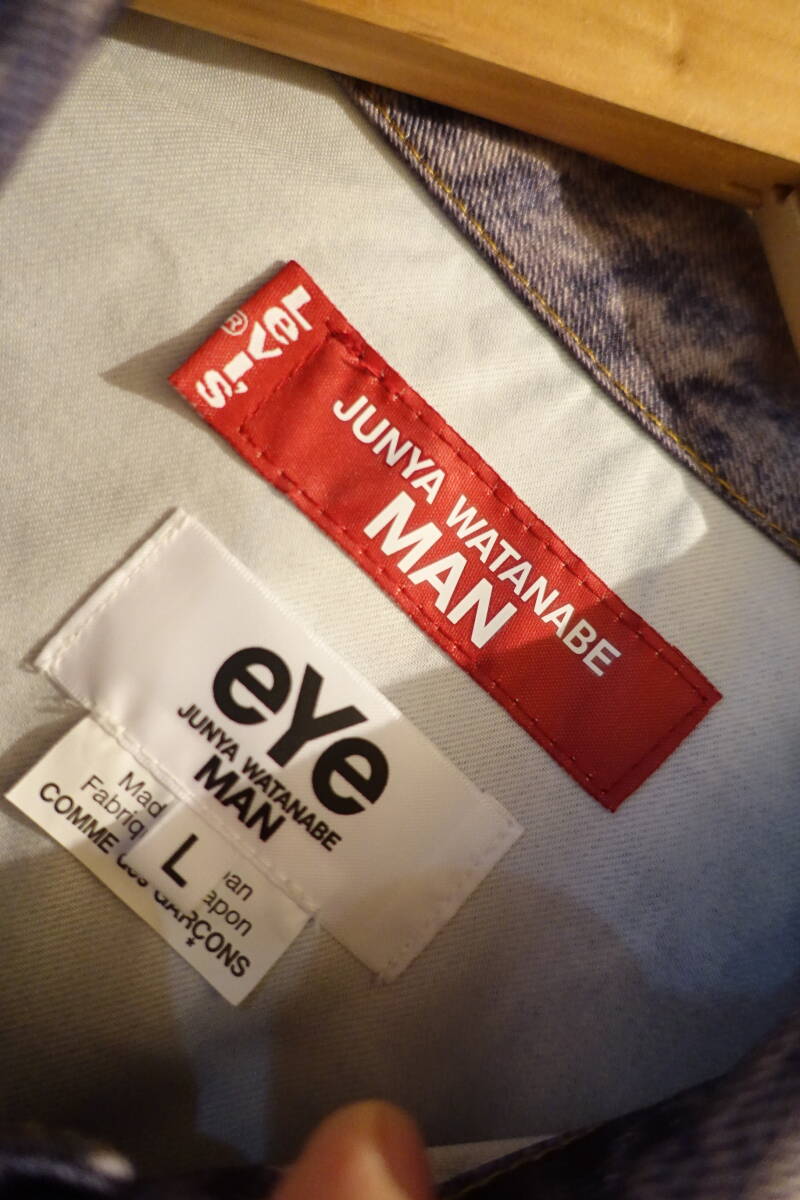 Levi's®
JUNYA WATANABE
MAN
eYe
JUNYA WATANABE
MAN
L
COMME des GARÇONS
*